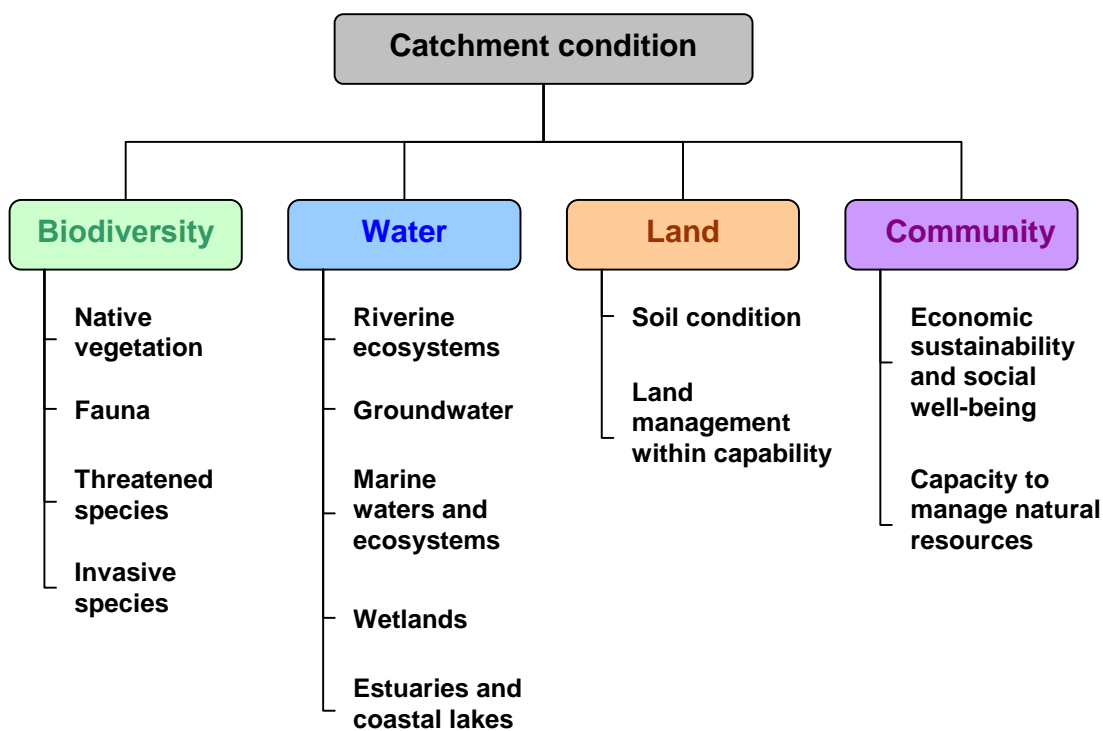 Catchment condition
Biodiversity
Native
vegetation
Fauna
Threatened
species
Invasive
species
Water
Riverine
ecosystems
Groundwater
Marine
waters and
ecosystems
Wetlands
Estuaries and
coastal lakes
Land
Soil condition
Land
management
within capability
Community
Economic
sustainability
and social
well-being
Capacity to
manage natural
resources